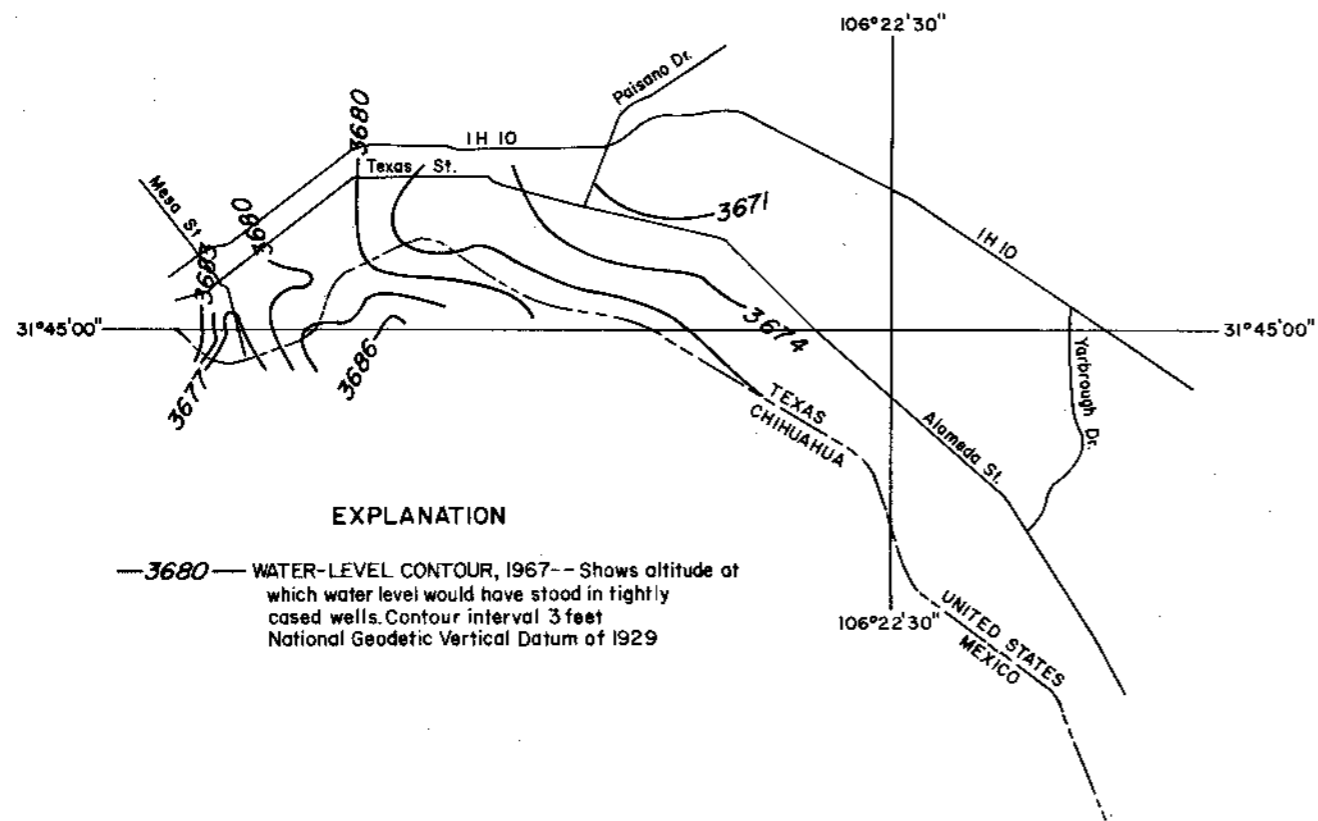 106°22'30"
Paisano Dr.
3680
IH 10
Texas St.
Mesa St.
3680
3671
3683
IH 10
31°45'00"
31°45'00"
3674
3686
3677
Yarbrough Dr.
TEXAS
CHIHUAHUA
Alameda St.
EXPLANATION
3680 WATER-LEVEL CONTOUR, 1967-- Shows altitude at
which water level would have stood in tightly
cased wells. Contour interval 3 feet
National Geodetic Vertical Datum of 1929
106°22'30"
UNITED STATES
MEXICO